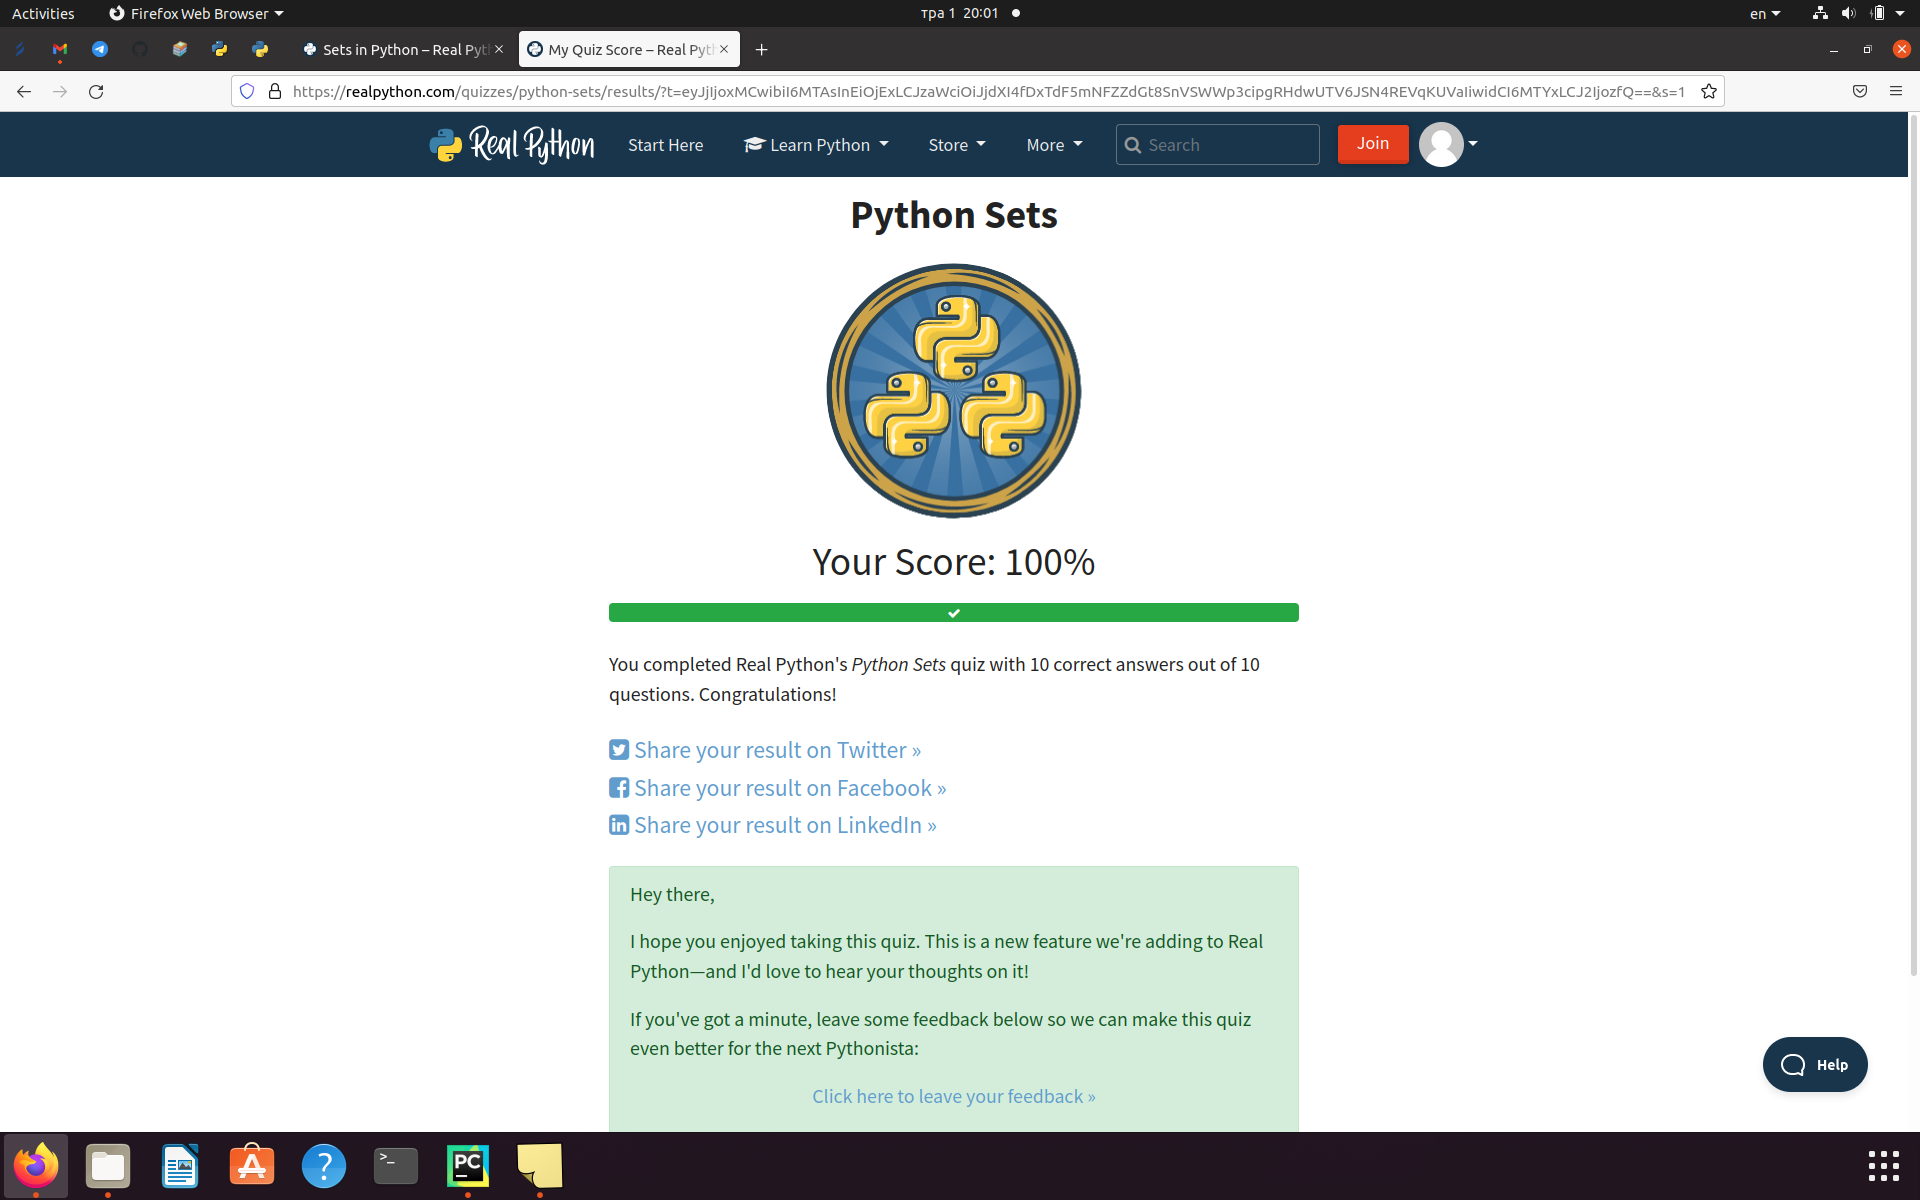 Activities
Firefox Web Browser
тра 1 20:01
en
Sets in Python – Real Pyt
My Quiz Score – Real Pyth
https://realpython.com/quizzes/python-sets/results/?t=eyJjIjoxMCwibiI6MTAsInEiOjExLCJzaWciOiJjdXI4fDxTdF5mNFZZdGt8SnVSWWp3cipgRHdwUTV6JSN4REVqKUVaIiwidCI6MTYxLCJ2IjozfQ==&s=1
Real Python
Start Here
Learn Python
Store
More
Search
Join
Python Sets
Your Score: 100%
You completed Real Python's Python Sets quiz with 10 correct answers out of 10
questions. Congratulations!
Share your result on Twitter »
Share your result on Facebook »
Share your result on LinkedIn »
Hey there,
I hope you enjoyed taking this quiz. This is a new feature we're adding to Real
Python—and I'd love to hear your thoughts on it!
If you've got a minute, leave some feedback below so we can make this quiz
even better for the next Pythonista:
Click here to leave your feedback »
Help
PC